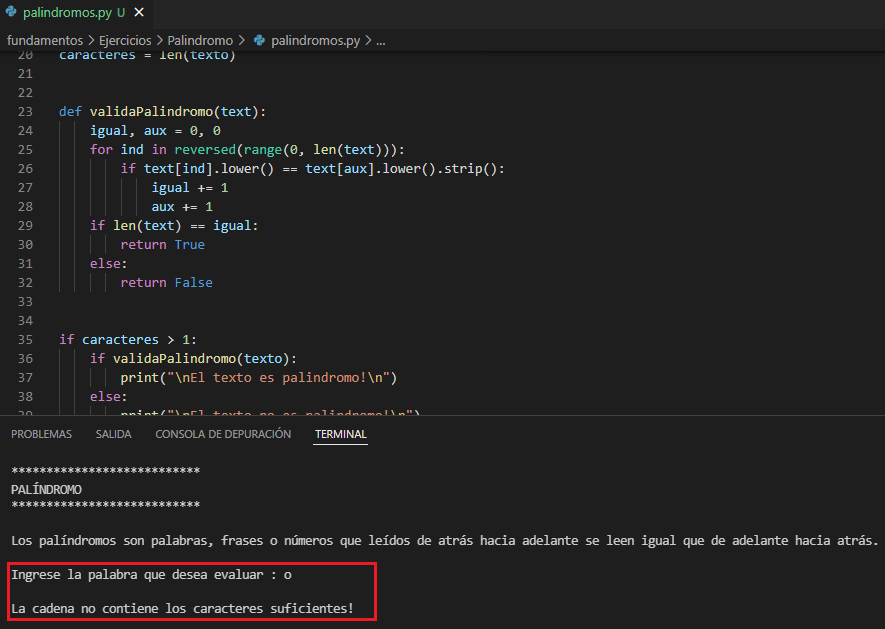 palindromos.py U ×
fundamentos > Ejercicios > Palindromo > palindromos.py > ...
20 caracteres = len(texto)
21
22
23 def validaPalindromo(text):
24     igual, aux = 0, 0
25     for ind in reversed(range(0, len(text))):
26         if text[ind].lower() == text[aux].lower().strip():
27             igual += 1
28             aux += 1
29     if len(text) == igual:
30         return True
31     else:
32         return False
33
34
35 if caracteres > 1:
36     if validaPalindromo(texto):
37         print("\nEl texto es palindromo!\n")
38     else:
39         print("\nEl texto no es palindromo!\n")
PROBLEMAS SALIDA CONSOLA DE DEPURACIÓN TERMINAL
***************************
PALÍNDROMO
***************************
Los palíndromos son palabras, frases o números que leídos de atrás hacia adelante se leen igual que de adelante hacia atrás.
Ingrese la palabra que desea evaluar : o
La cadena no contiene los caracteres suficientes!